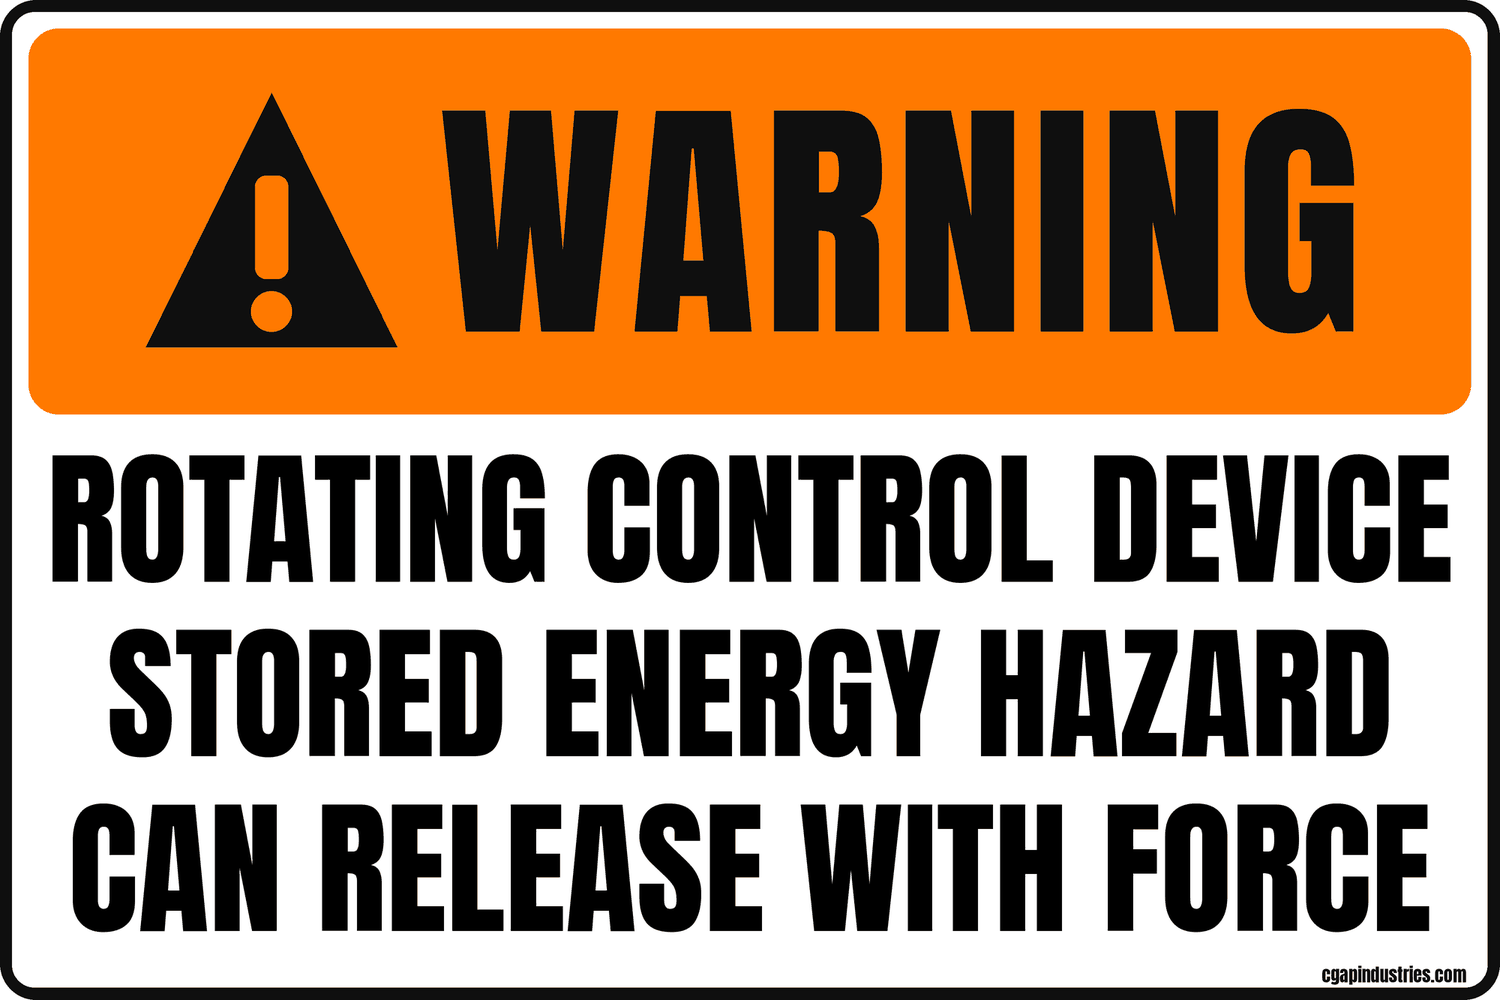 WARNING
ROTATING CONTROL DEVICE
STORED ENERGY HAZARD
CAN RELEASE WITH FORCE
cgapindustries.com